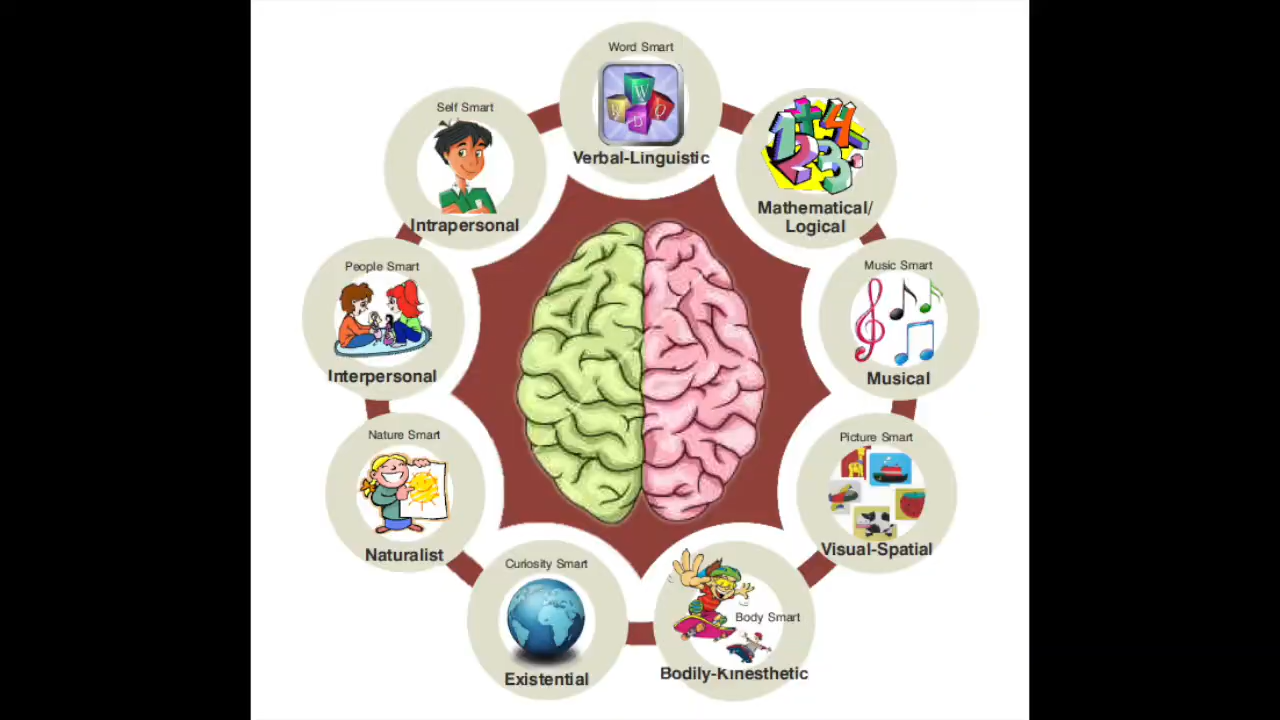 Word Smart
Verbal-Linguistic
Mathematical/
Logical
Music Smart
Musical
Picture Smart
Visual-Spatial
Body Smart
Bodily-Kinesthetic
Curiosity Smart
Existential
Nature Smart
Naturalist
People Smart
Interpersonal
Self Smart
Intrapersonal